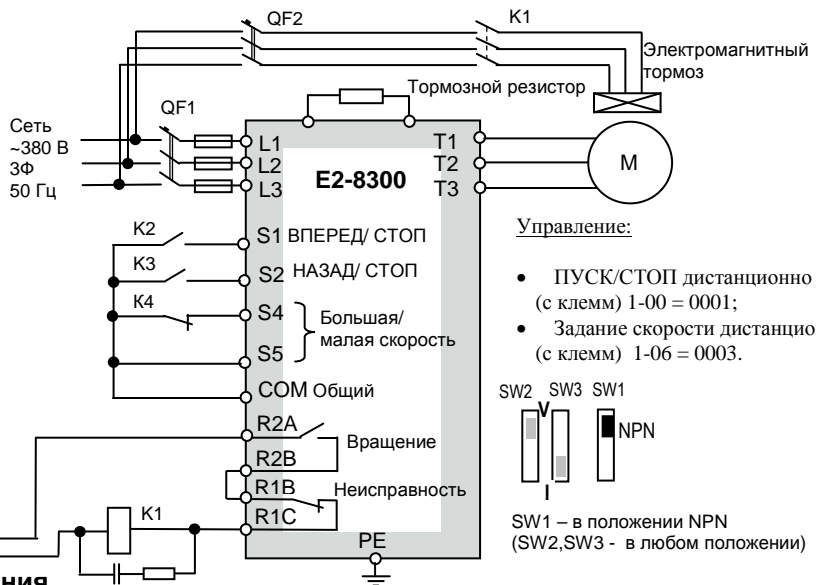 QF2
K1
Электромагнитный
тормоз
Тормозной резистор
QF1
Сеть
~380 В
3Ф
50 Гц
L1
L2
L3
E2-8300
T1
T2
T3
M
K2
S1 ВПЕРЕД/ СТОП
K3
S2 НАЗАД/ СТОП
K4
S4
S5
Большая/
малая скорость
COM Общий
R2A
Вращение
R2B
R1B
Неисправность
R1C
K1
PE
Управление:
• ПУСК/СТОП дистанционно
(с клемм) 1-00 = 0001;
• Задание скорости дистанцио
(с клемм) 1-06 = 0003.
SW2 SW3 SW1
V
NPN
I
SW1 – в положении NPN
(SW2,SW3 - в любом положении)